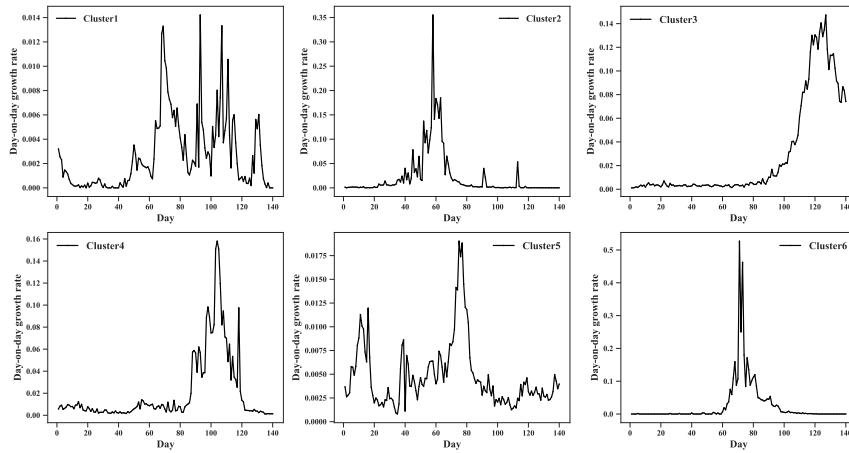 Cluster1
Day-on-day growth rate
0.014
0.012
0.010
0.008
0.006
0.004
0.002
0.000
0 20 40 60 80 100 120 140
Day
Cluster2
Day-on-day growth rate
0.35
0.30
0.25
0.20
0.15
0.10
0.05
0.00
0 20 40 60 80 100 120 140
Day
Cluster3
Day-on-day growth rate
0.14
0.12
0.10
0.08
0.06
0.04
0.02
0.00
0 20 40 60 80 100 120 140
Day
Cluster4
Day-on-day growth rate
0.16
0.14
0.12
0.10
0.08
0.06
0.04
0.02
0.00
0 20 40 60 80 100 120 140
Day
Cluster5
Day-on-day growth rate
0.0175
0.0150
0.0125
0.0100
0.0075
0.0050
0.0025
0.0000
0 20 40 60 80 100 120 140
Day
Cluster6
Day-on-day growth rate
0.5
0.4
0.3
0.2
0.1
0.0
0 20 40 60 80 100 120 140
Day